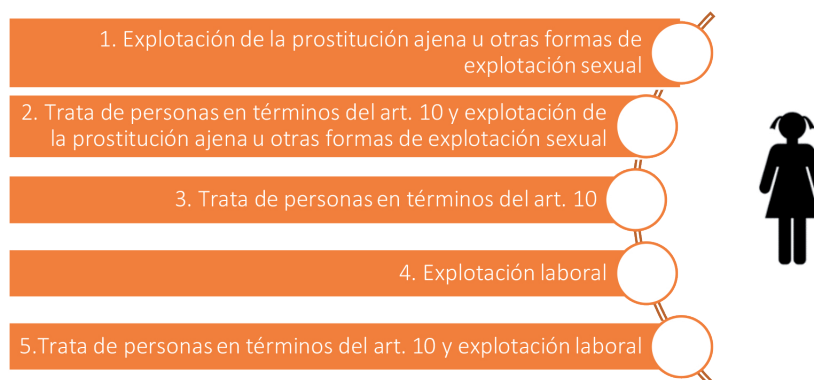 1. Explotación de la prostitución ajena u otras formas de
explotación sexual
2. Trata de personas en términos del art. 10 y explotación de
la prostitución ajena u otras formas de explotación sexual
3. Trata de personas en términos del art. 10
4. Explotación laboral
5.Trata de personas en términos del art. 10 y explotación laboral